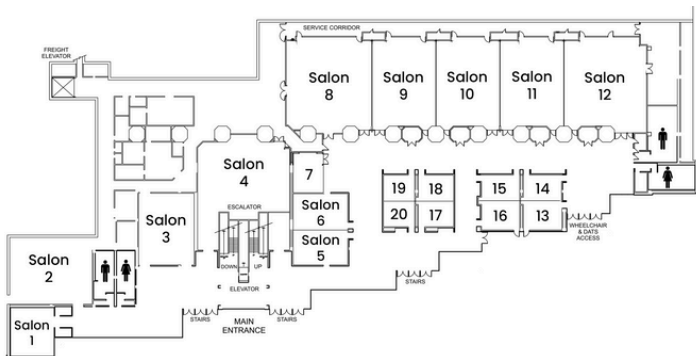 SERVICE CORRIDOR
FREIGHT
ELEVATOR
Salon
8
Salon
9
Salon
10
Salon
11
Salon
12
Salon
4
7
19
18
15
14
Salon
6
20
17
16
13
ESCALATOR
Salon
3
WHEELCHAIR
& DATS
ACCESS
Salon
5
Salon
2
DOWN
UP
ELEVATOR
STAIRS
STAIRS
MAIN
ENTRANCE
STAIRS
Salon
1